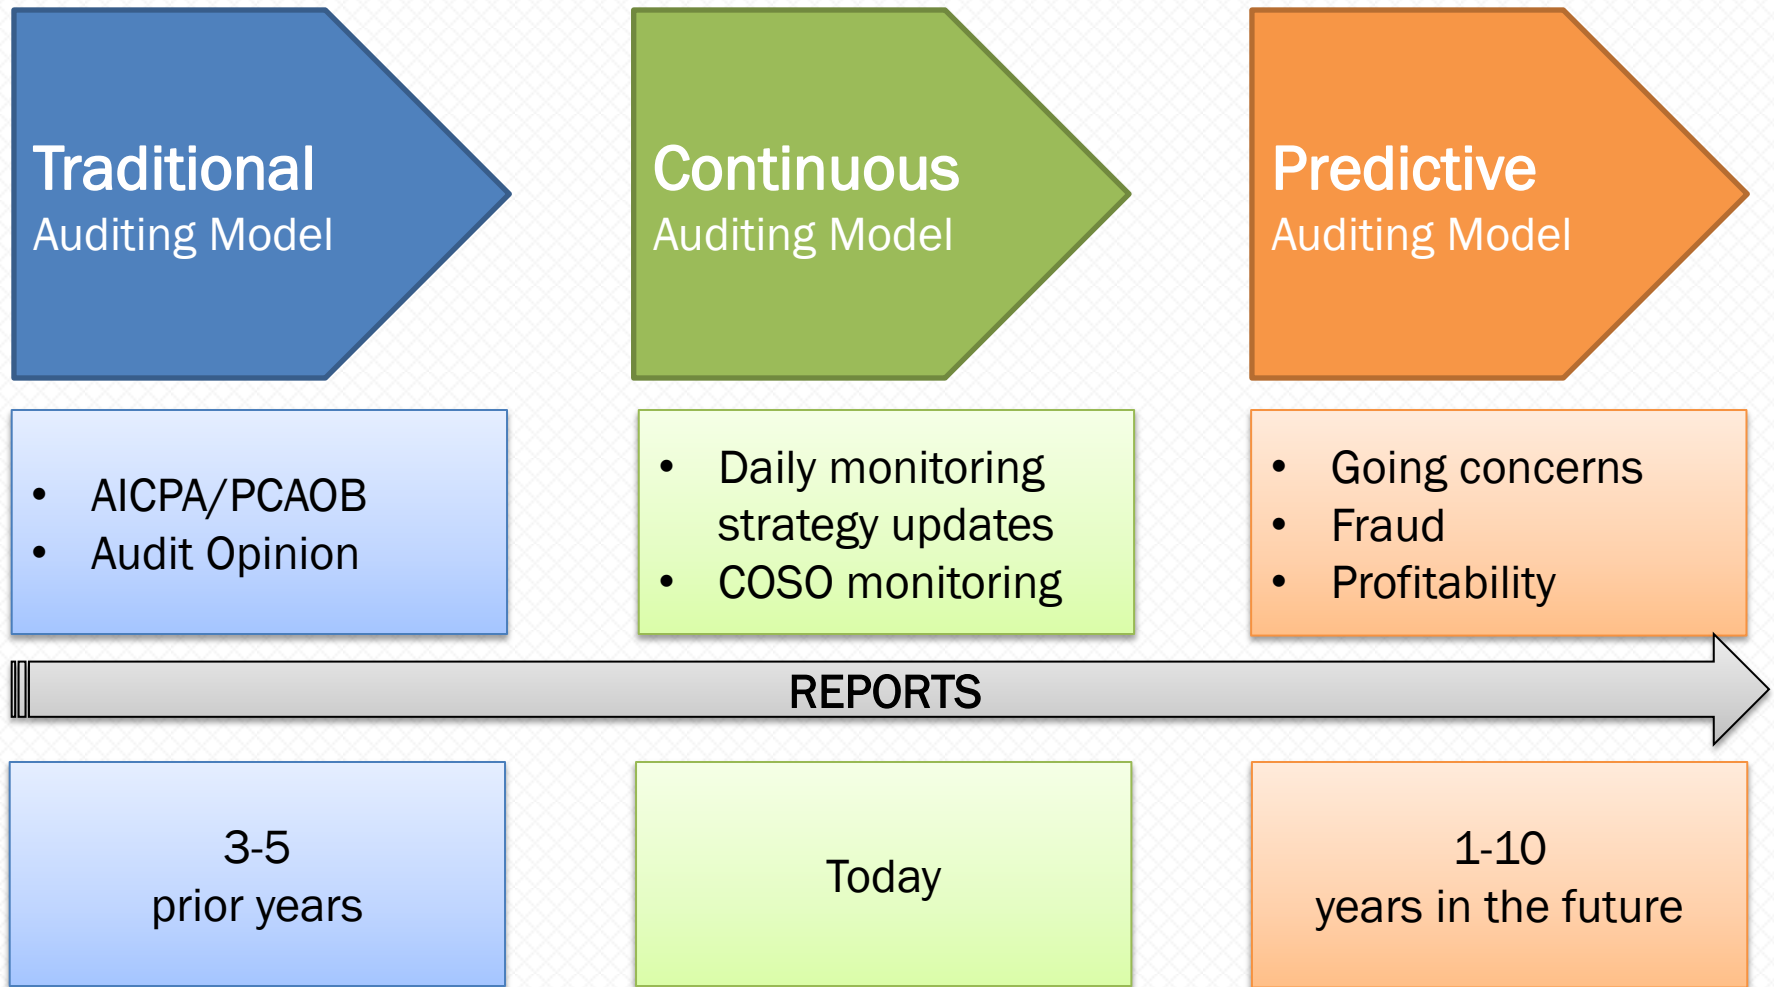 Traditional
Auditing Model
Continuous
Auditing Model
Predictive
Auditing Model
• AICPA/PCAOB
• Audit Opinion
• Daily monitoring
strategy updates
• COSO monitoring
• Going concerns
• Fraud
• Profitability
REPORTS
3-5
prior years
Today
1-10
years in the future